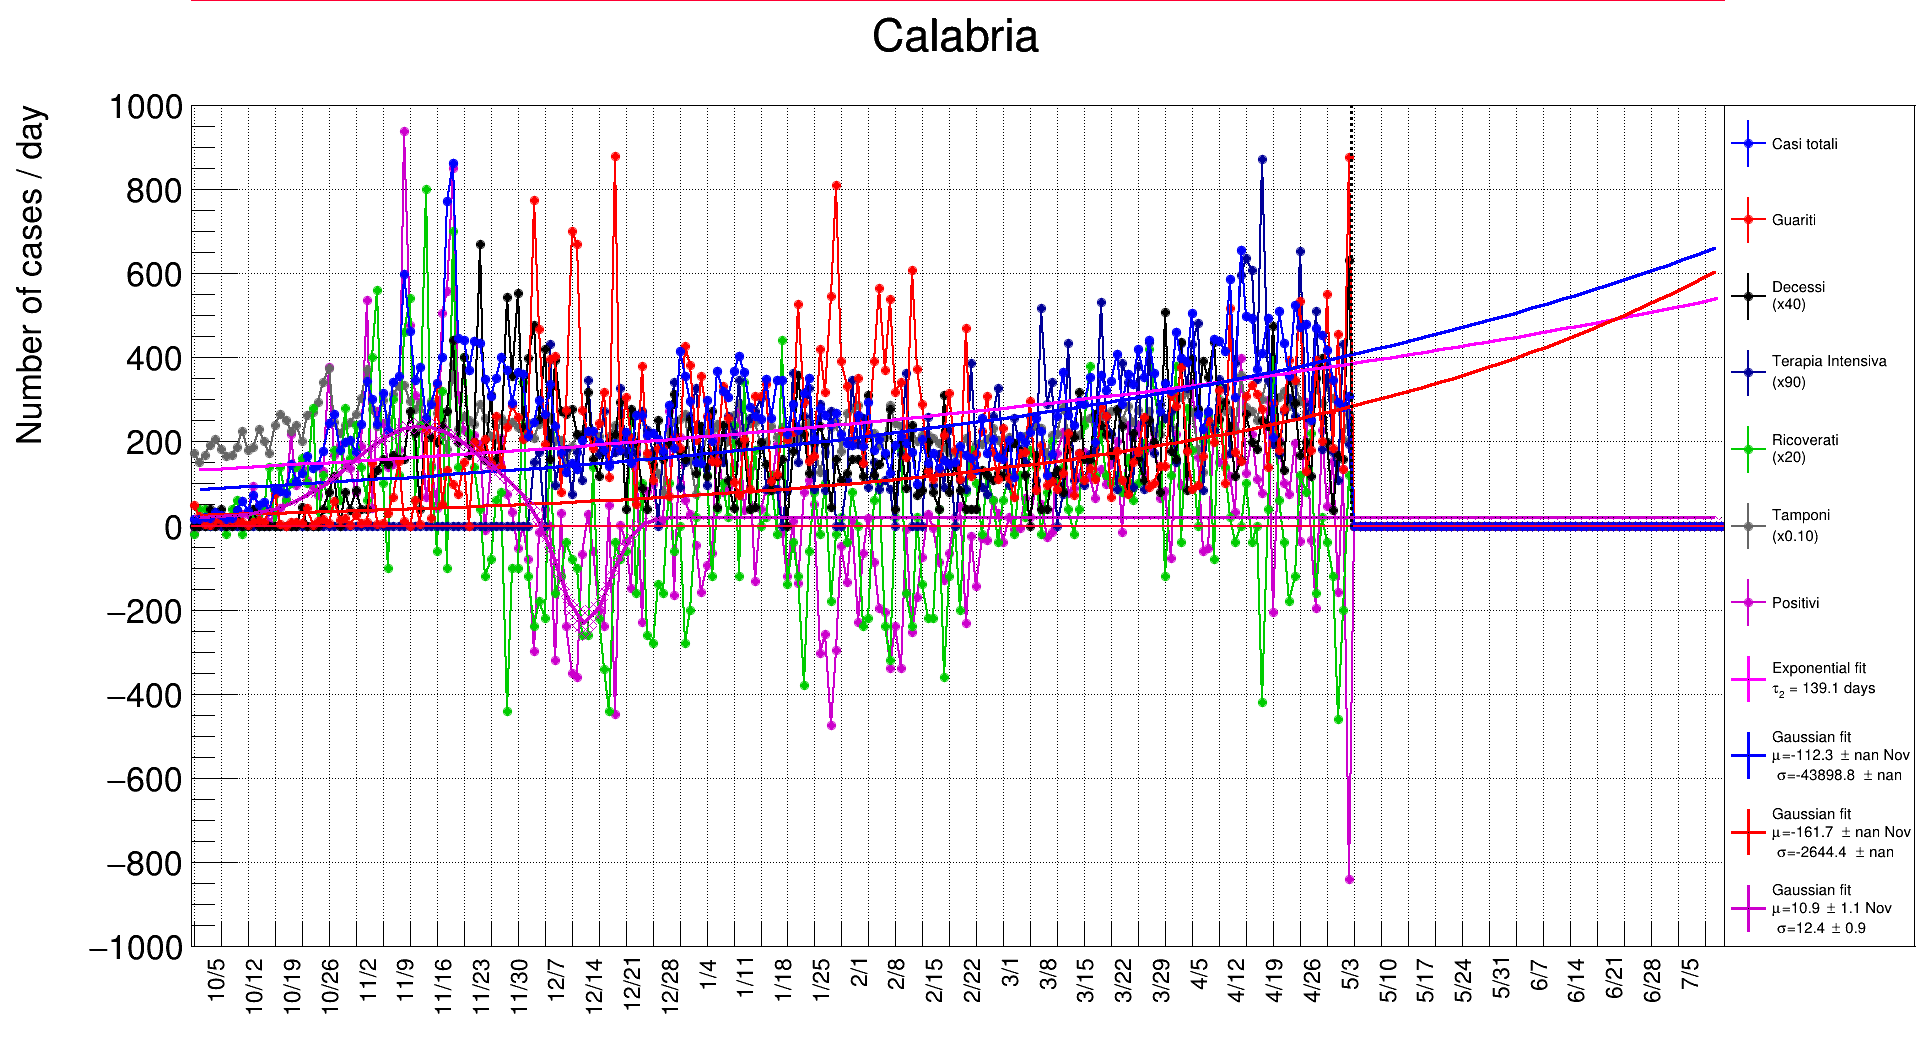 Calabria
Number of cases / day
1000
800
600
400
200
0
−200
−400
−600
−800
−1000
10/5
10/12
10/19
10/26
11/2
11/9
11/16
11/23
11/30
12/7
12/14
12/21
12/28
1/4
1/11
1/18
1/25
2/1
2/8
2/15
2/22
3/1
3/8
3/15
3/22
3/29
4/5
4/12
4/19
4/26
5/3
5/10
5/17
5/24
5/31
6/7
6/14
6/21
6/28
7/5
Casi totali
Guariti
Decessi
(x40)
Terapia Intensiva
(x90)
Ricoverati
(x20)
Tamponi
(x0.10)
Positivi
Exponential fit
τ2 = 139.1 days
Gaussian fit
μ=-112.3 ± nan Nov
σ=-43898.8 ± nan
Gaussian fit
μ=-161.7 ± nan Nov
σ=-2644.4 ± nan
Gaussian fit
μ=10.9 ± 1.1 Nov
σ=12.4 ± 0.9